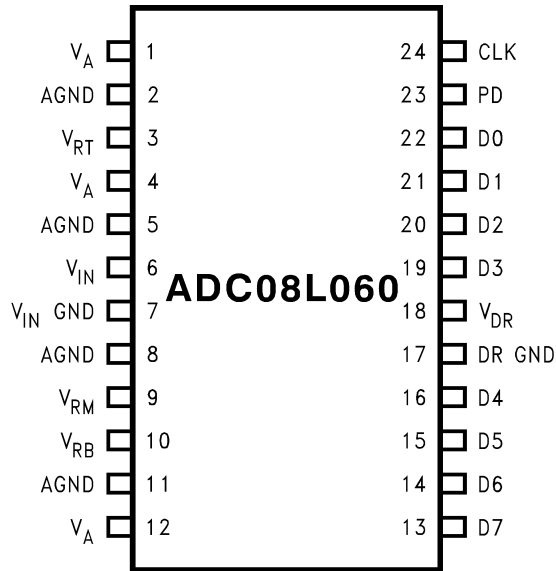 V_A 1 24 CLK
AGND 2 23 PD
V_RT 3 22 D0
V_A 4 21 D1
AGND 5 20 D2
V_IN 6 19 D3
ADC08L060
V_IN GND 7 18 V_DR
AGND 8 17 DR GND
V_RM 9 16 D4
V_RB 10 15 D5
AGND 11 14 D6
V_A 12 13 D7